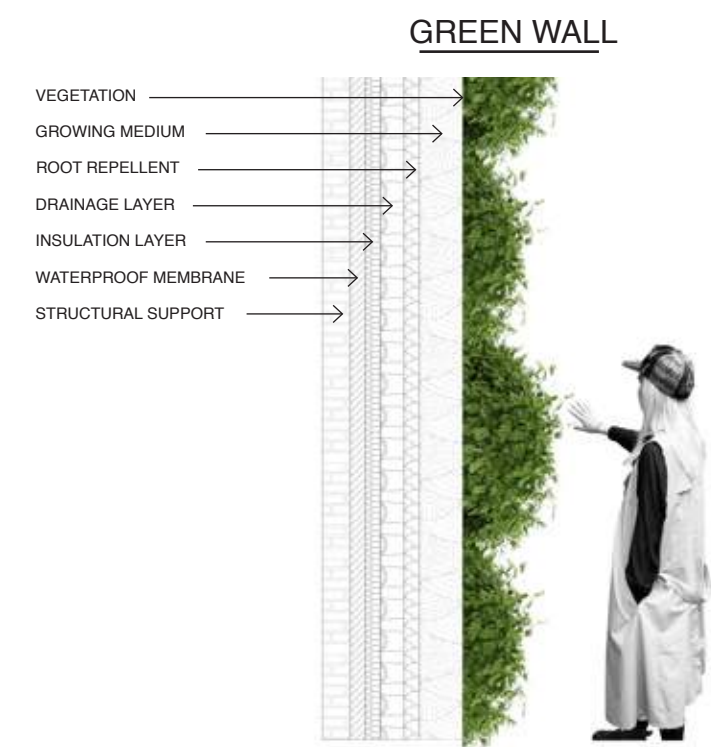 GREEN WALL
VEGETATION
GROWING MEDIUM
ROOT REPELLENT
DRAINAGE LAYER
INSULATION LAYER
WATERPROOF MEMBRANE
STRUCTURAL SUPPORT